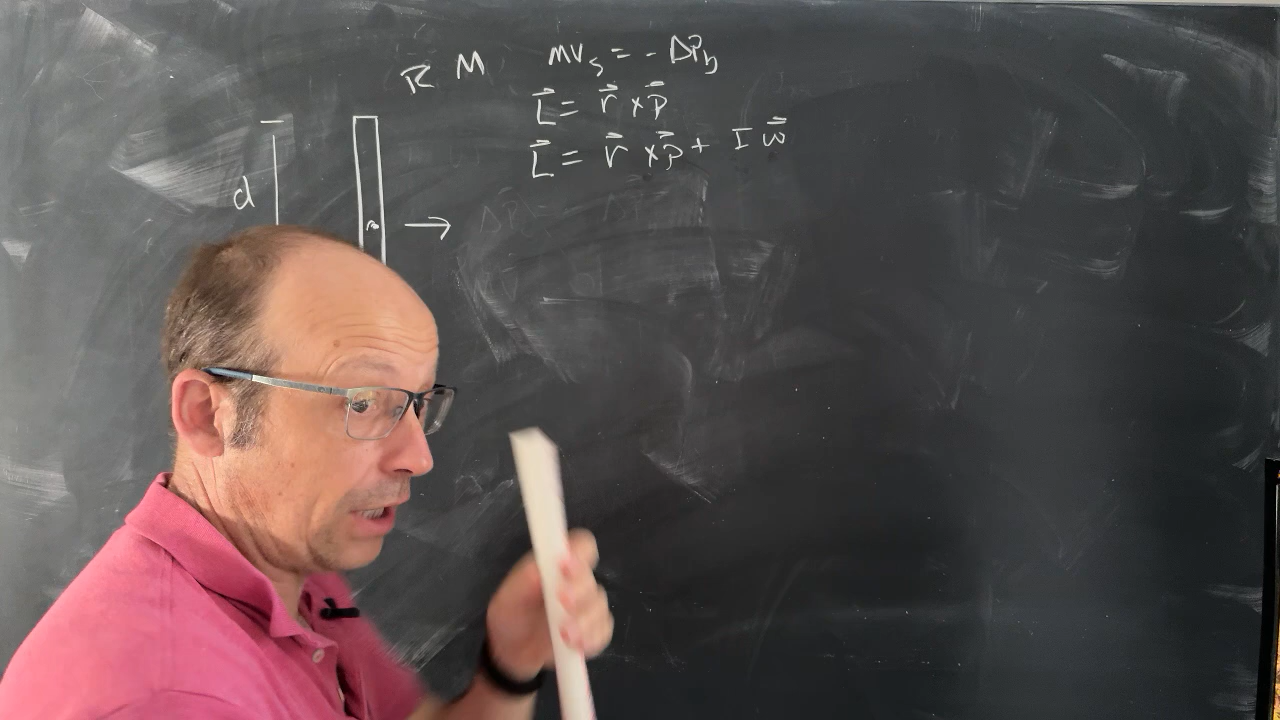 R M mv_s = -ΔP_b
L⃗ = r⃗ × p⃗
L⃗ = r⃗ × p⃗ + I ω⃗
d